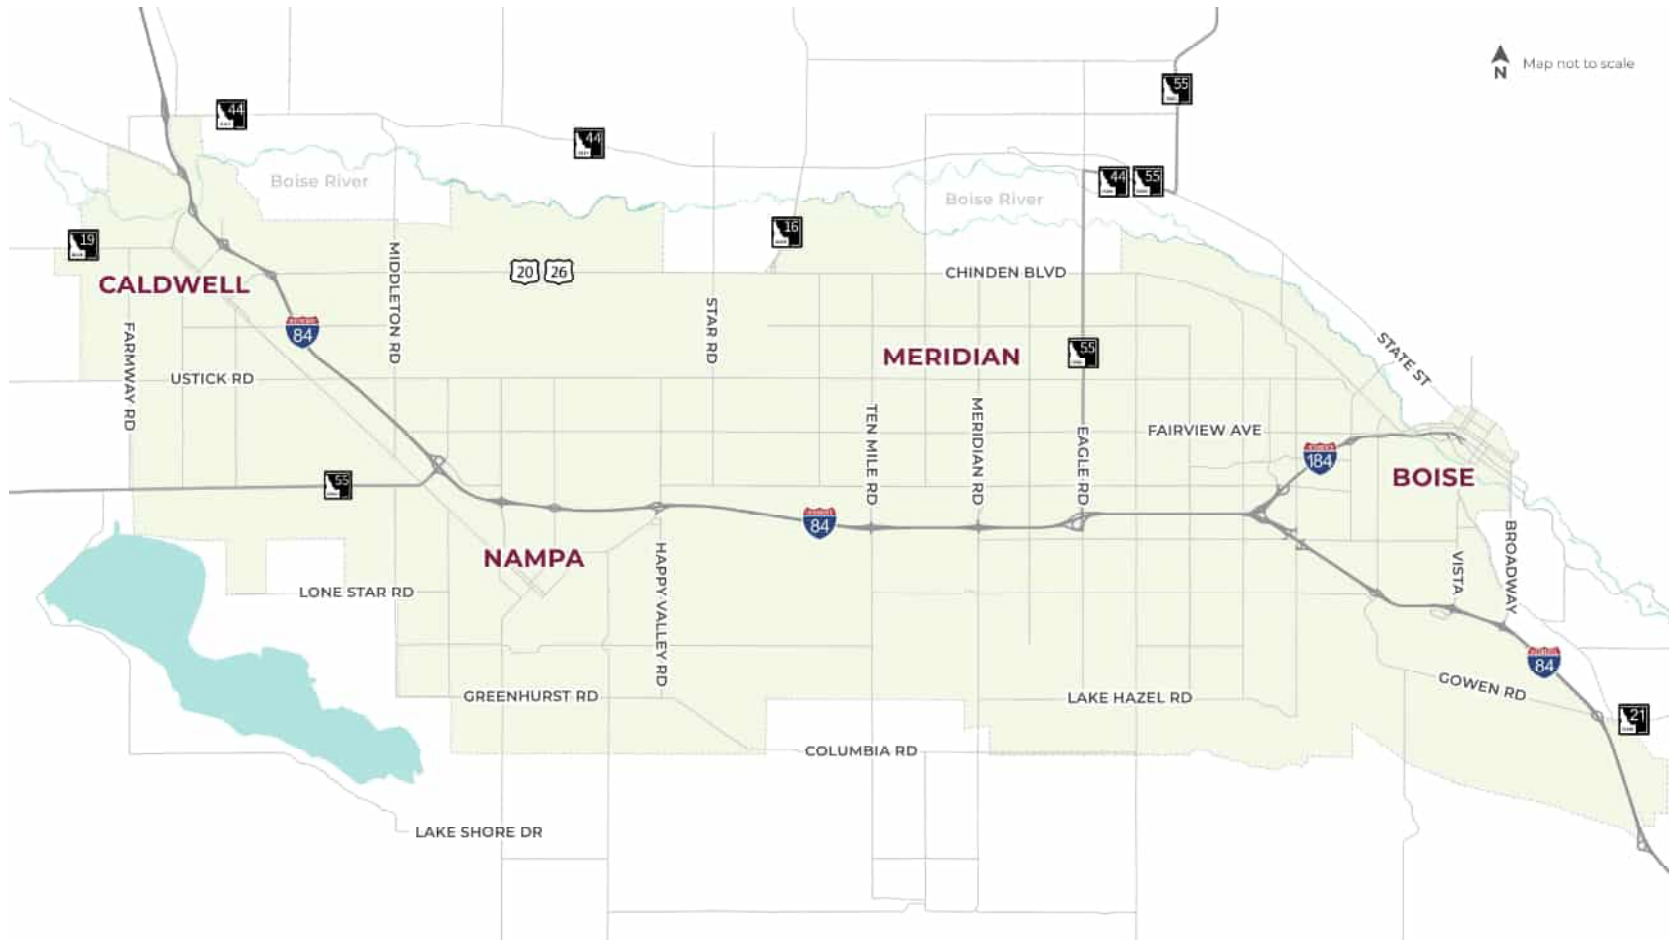 N
Map not to scale
55
44
44
Boise River
44
55
Boise River
16
19
CALDWELL
20
26
CHINDEN BLVD
MIDDLETON RD
STAR RD
84
FARMWAY RD
USTICK RD
MERIDIAN
55
STATE ST
TEN MILE RD
MERIDIAN RD
EAGLE RD
FAIRVIEW AVE
184
BOISE
55
84
NAMPA
HAPPY VALLEY RD
VISTA
BROADWAY
LONE STAR RD
84
GREENHURST RD
LAKE HAZEL RD
GOWEN RD
21
COLUMBIA RD
LAKE SHORE DR